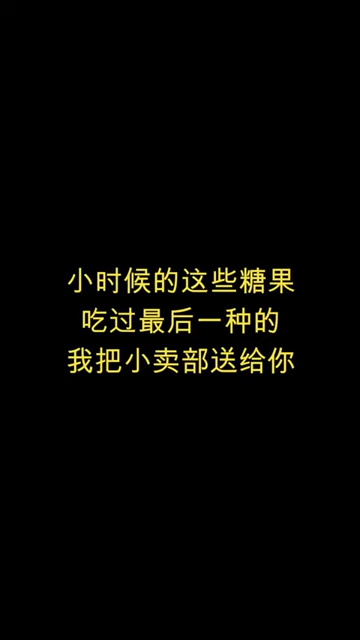 小时候的这些糖果
吃过最后一种的
我把小卖部送给你